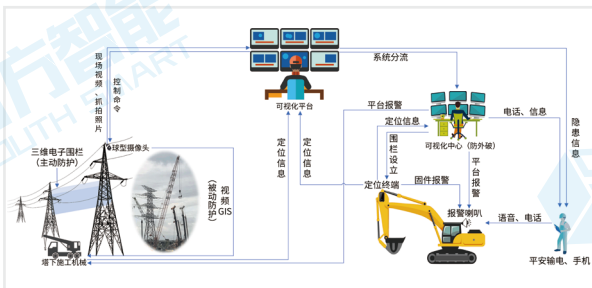 方智能
SOUTH SMART
现场视频、抓拍照片
控制命令
可视化平台
系统分流
平台报警
定位信息
围栏设立
可视化中心（防外破）
电话、信息
隐患信息
三维电子围栏
（主动防护）
球型摄像头
视频GIS
（被动防护）
定位信息
定位信息
定位终端
固件报警
平台报警
报警喇叭
语音、电话
塔下施工机械
平安输电、手机